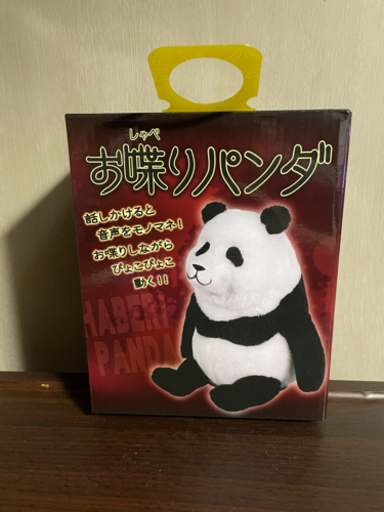 しゃべ
お喋りパンダ
話しかけると
音声をモノマネ!
お喋りしながら
ぴょこぴょこ
動く!!
HABERI
PANDA